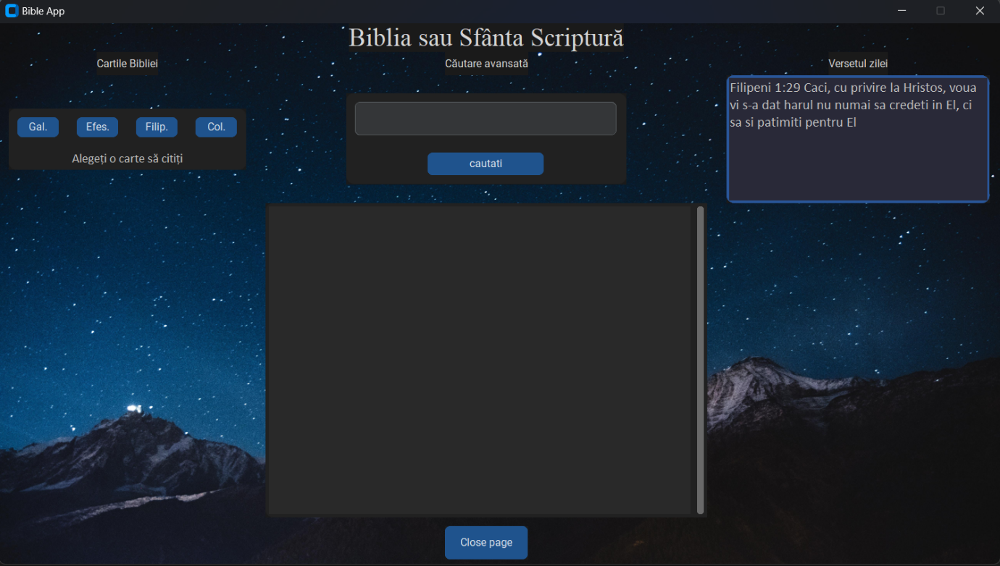 Bible App
Biblia sau Sfânta Scriptură
Cartile Bibliei
Căutare avansată
Versetul zilei
Gal.
Efes.
Filip.
Col.
Alegeți o carte să citiți
cautati
Filipeni 1:29 Caci, cu privire la Hristos, voua
vi s-a dat harul nu numai sa credeti in El, ci
sa si patimiti pentru El
Close page